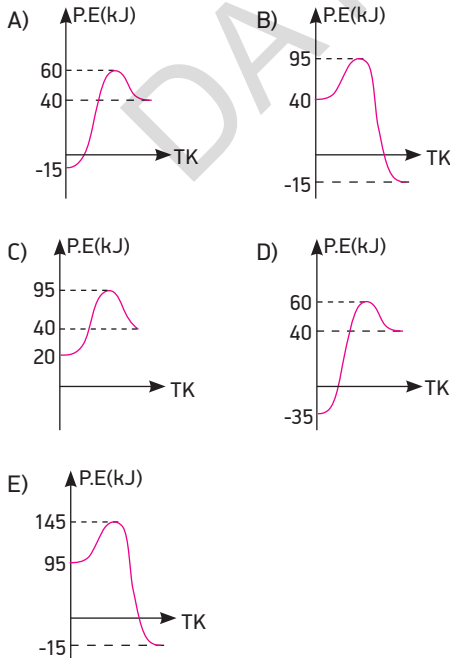 A) P.E(kJ)
60
40
-15
TK
B) P.E(kJ)
95
40
-15
TK
C) P.E(kJ)
95
40
20
TK
D) P.E(kJ)
60
40
-35
TK
E) P.E(kJ)
145
95
-15
TK